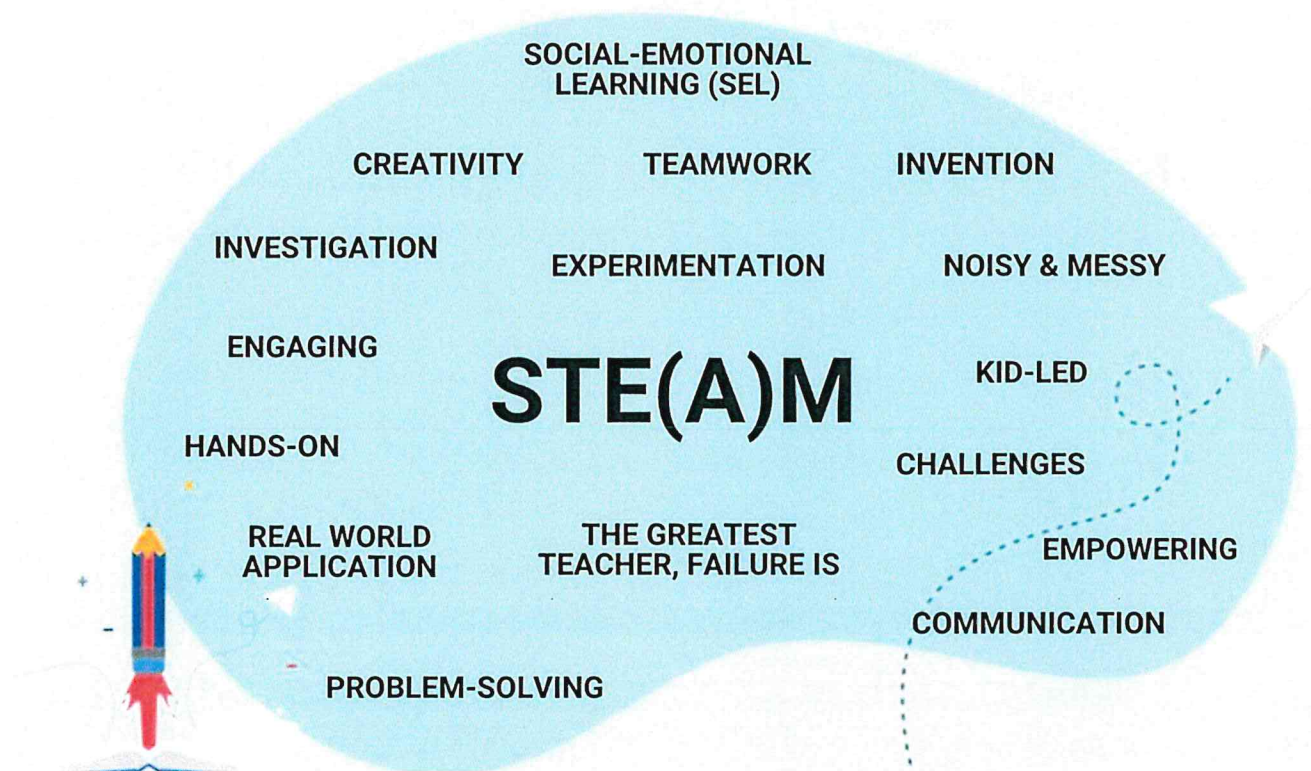 SOCIAL-EMOTIONAL
LEARNING (SEL)
CREATIVITY
TEAMWORK
INVENTION
INVESTIGATION
EXPERIMENTATION
NOISY & MESSY
ENGAGING
STE(A)M
KID-LED
HANDS-ON
CHALLENGES
REAL WORLD
APPLICATION
THE GREATEST
TEACHER, FAILURE IS
EMPOWERING
COMMUNICATION
PROBLEM-SOLVING